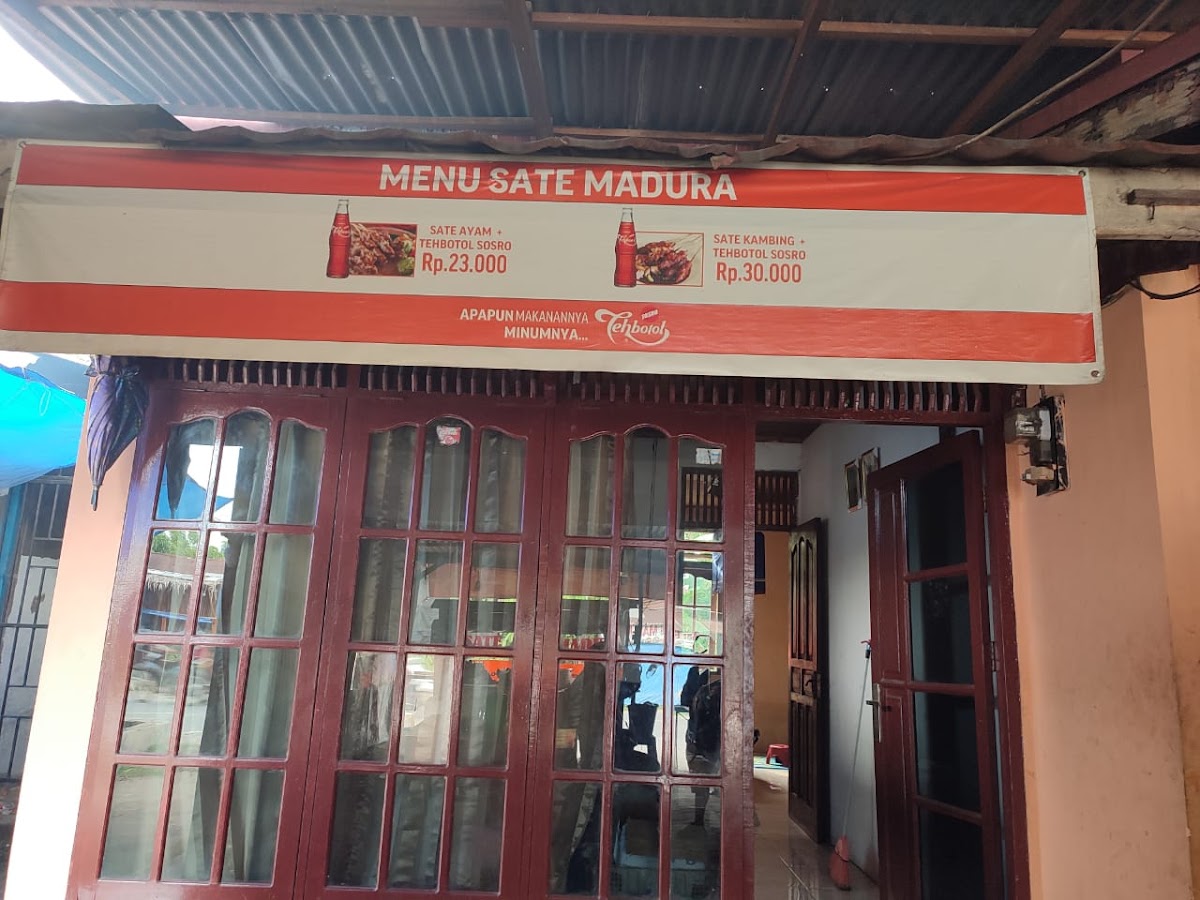 MENU SATE MADURA
SATE AYAM +
TEHBOTOL SOSRO
Rp.23.000
SATE KAMBING +
TEHBOTOL SOSRO
Rp.30.000
APAPUN MAKANANNYA
MINUMNYA...
SOSRO
Tehbotol